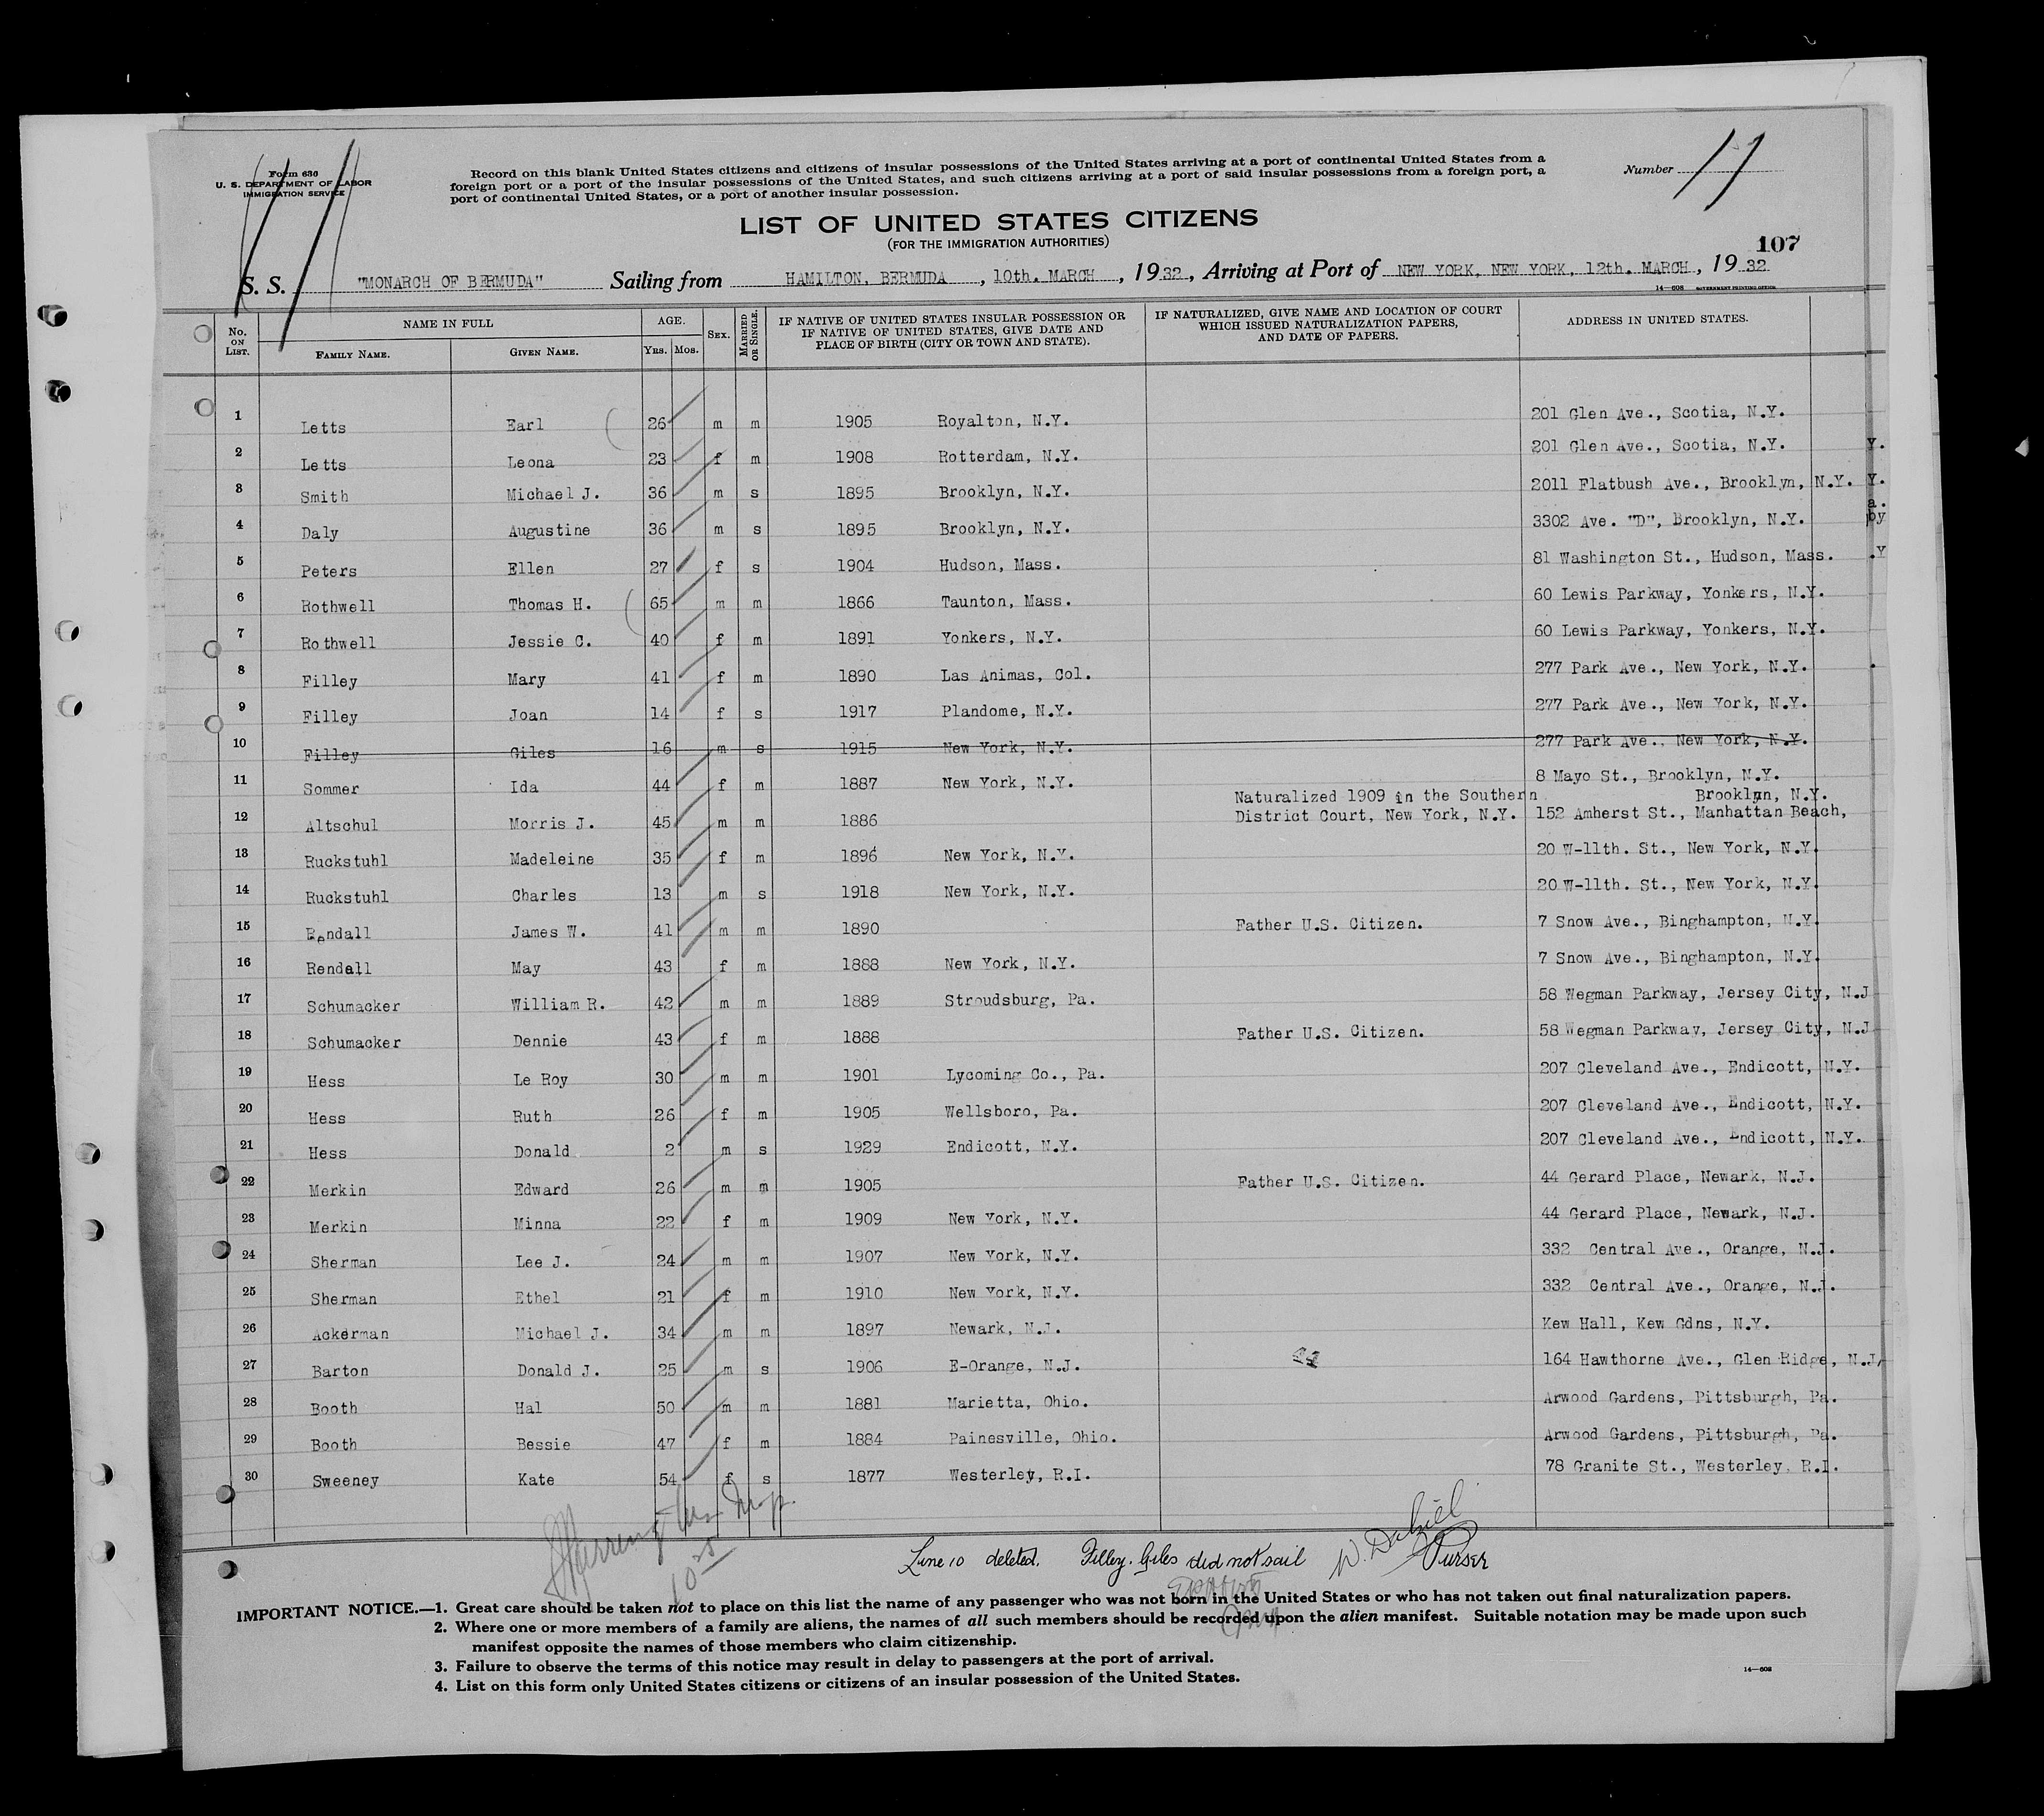 Form 630
U. S. DEPARTMENT OF LABOR
IMMIGRATION SERVICE
Record on this blank United States citizens and citizens of insular possessions of the United States arriving at a port of continental United States from a
foreign port or a port of the insular possessions of the United States, and such citizens arriving at a port of said insular possessions from a foreign port, a
port of continental United States, or a port of another insular possession.
Number 17
LIST OF UNITED STATES CITIZENS
(FOR THE IMMIGRATION AUTHORITIES)
107
S. S. "MONARCH OF BERMUDA" Sailing from HAMILTON, BERMUDA, 10th. MARCH, 1932, Arriving at Port of NEW YORK, NEW YORK, 12th. MARCH, 1932
14—608 GOVERNMENT PRINTING OFFICE
No. ON LIST. NAME IN FULL FAMILY NAME. GIVEN NAME. AGE. YRS. MOS. SEX. MARRIED OR SINGLE. IF NATIVE OF UNITED STATES INSULAR POSSESSION OR IF NATIVE OF UNITED STATES, GIVE DATE AND PLACE OF BIRTH (CITY OR TOWN AND STATE). IF NATURALIZED, GIVE NAME AND LOCATION OF COURT WHICH ISSUED NATURALIZATION PAPERS, AND DATE OF PAPERS. ADDRESS IN UNITED STATES.
1 Letts Earl 26 m m 1905 Royalton, N.Y. 201 Glen Ave., Scotia, N.Y.
2 Letts Leona 23 f m 1908 Rotterdam, N.Y. 201 Glen Ave., Scotia, N.Y. Y.
3 Smith Michael J. 36 m s 1895 Brooklyn, N.Y. 2011 Flatbush Ave., Brooklyn, N.Y. Y.
a.
4 Daly Augustine 36 m s 1895 Brooklyn, N.Y. 3302 Ave. "D", Brooklyn, N.Y. by
5 Peters Ellen 27 f s 1904 Hudson, Mass. 81 Washington St., Hudson, Mass. .Y
6 Rothwell Thomas H. 65 m m 1866 Taunton, Mass. 60 Lewis Parkway, Yonkers, N.Y.
7 Rothwell Jessie C. 40 f m 1891 Yonkers, N.Y. 60 Lewis Parkway, Yonkers, N.Y.
8 Filley Mary 41 f m 1890 Las Animas, Col. 277 Park Ave., New York, N.Y.
9 Filley Joan 14 f s 1917 Plandome, N.Y. 277 Park Ave., New York, N.Y.
10 Filley Giles 16 m s 1915 New York, N.Y. 277 Park Ave., New York, N.Y.
11 Sommer Ida 44 f m 1887 New York, N.Y. 8 Mayo St., Brooklyn, N.Y.
Naturalized 1909 in the Southern Brooklyn, N.Y.
12 Altschul Morris J. 45 m m 1886 District Court, New York, N.Y. 152 Amherst St., Manhattan Beach,
13 Ruckstuhl Madeleine 35 f m 1896 New York, N.Y. 20 W-11th. St., New York, N.Y.
14 Ruckstuhl Charles 13 m s 1918 New York, N.Y. 20 W-11th. St., New York, N.Y.
15 Rendall James W. 41 m m 1890 Father U.S. Citizen. 7 Snow Ave., Binghampton, N.Y.
16 Rendall May 43 f m 1888 New York, N.Y. 7 Snow Ave., Binghampton, N.Y.
17 Schumacker William R. 42 m m 1889 Stroudsburg, Pa. 58 Wegman Parkway, Jersey City, N.J
18 Schumacker Dennie 43 f m 1888 Father U.S. Citizen. 58 Wegman Parkway, Jersey City, N.J
19 Hess Le Roy 30 m m 1901 Lycoming Co., Pa. 207 Cleveland Ave., Endicott, N.Y.
20 Hess Ruth 26 f m 1905 Wellsboro, Pa. 207 Cleveland Ave., Endicott, N.Y.
21 Hess Donald 2 m s 1929 Endicott, N.Y. 207 Cleveland Ave., Endicott, N.Y.
22 Merkin Edward 26 m m 1905 Father U.S. Citizen. 44 Gerard Place, Newark, N.J.
23 Merkin Minna 22 f m 1909 New York, N.Y. 44 Gerard Place, Newark, N.J.
24 Sherman Lee J. 24 m m 1907 New York, N.Y. 332 Central Ave., Orange, N.J.
25 Sherman Ethel 21 f m 1910 New York, N.Y. 332 Central Ave., Orange, N.J.
26 Ackerman Michael J. 34 m m 1897 Newark, N.J. Kew Hall, Kew Gdns, N.Y.
27 Barton Donald J. 25 m s 1906 E-Orange, N.J. 164 Hawthorne Ave., Glen Ridge, N.J.
28 Booth Hal 50 m m 1881 Marietta, Ohio. Arwood Gardens, Pittsburgh, Pa.
29 Booth Bessie 47 f m 1884 Painesville, Ohio. Arwood Gardens, Pittsburgh, Pa.
30 Sweeney Kate 54 f s 1877 Westerley, R.I. 78 Granite St., Westerley, R.I.
Line 10 deleted. Filley. Giles did not sail W. Dalziell Purser
IMPORTANT NOTICE.—1. Great care should be taken not to place on this list the name of any passenger who was not born in the United States or who has not taken out final naturalization papers.
2. Where one or more members of a family are aliens, the names of all such members should be recorded upon the alien manifest. Suitable notation may be made upon such
manifest opposite the names of those members who claim citizenship.
3. Failure to observe the terms of this notice may result in delay to passengers at the port of arrival.
4. List on this form only United States citizens or citizens of an insular possession of the United States.
14—608